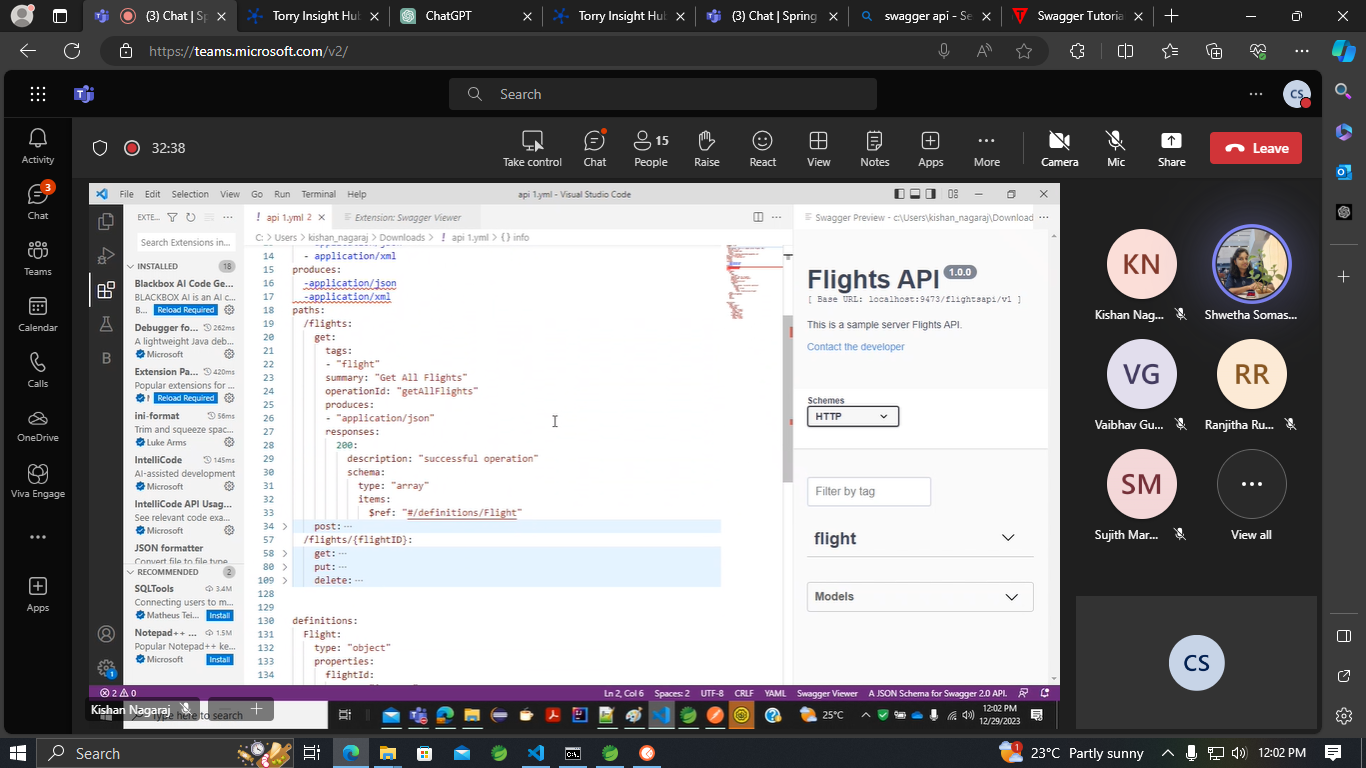 (3) Chat | Sp
Torry Insight Hub
ChatGPT
Torry Insight Hub
(3) Chat | Spring
swagger api - Se
Swagger Tutoria
https://teams.microsoft.com/v2/
Search
CS
32:38
Take control
Chat
15
People
Raise
React
View
Notes
Apps
More
Camera
Mic
Share
Leave
Activity
3
Chat
Teams
Calendar
Calls
OneDrive
Viva Engage
Apps
File Edit Selection View Go Run Terminal Help
api 1.yml - Visual Studio Code
EXTE...
api 1.yml 2
Extension: Swagger Viewer
Swagger Preview - c:\Users\kishan_nagaraj\Download
C: > Users > kishan_nagaraj > Downloads > ! api 1.yml > {} info
Search Extensions in...
INSTALLED 18
Blackbox AI Code Ge...
BLACKBOX AI is an AI c...
B... Reload Required
Debugger fo... 262ms
A lightweight Java deb...
Microsoft
Extension Pa... 420ms
Popular extensions for ...
Reload Required
ini-format 56ms
Trim and squeeze spac...
Luke Arms
IntelliCode 145ms
AI-assisted development
Microsoft
IntelliCode API Usag...
See relevant code exa...
Microsoft
JSON formatter
Convert file to file type
RECOMMENDED 2
SQLTools 3.4M
Connecting users to m...
Matheus Tei... Install
Notepad++ ... 1.5M
Popular Notepad++ ke...
Microsoft Install
14 - application/xml
15 produces:
16 -application/json
17 -application/xml
18 paths:
19 /flights:
20 get:
21 tags:
22 - "flight"
23 summary: "Get All Flights"
24 operationId: "getAllFlights"
25 produces:
26 - "application/json"
27 responses:
28 200:
29 description: "successful operation"
30 schema:
31 type: "array"
32 items:
33 $ref: "#/definitions/Flight"
34 post: ...
57 /flights/{flightID}:
58 get: ...
80 put: ...
109 delete: ...
128
129
130 definitions:
131 Flight:
132 type: "object"
133 properties:
134 flightId:
Flights API 1.0.0
[ Base URL: localhost:9473/flightsapi/v1 ]
This is a sample server Flights API.
Contact the developer
Schemes
HTTP
Filter by tag
flight
Models
2 0
Ln 2, Col 6 Spaces: 2 UTF-8 CRLF YAML Swagger Viewer A JSON Schema for Swagger 2.0 API.
Kishan Nagaraj
Type here to search
25°C
12:02 PM
12/29/2023
KN
Kishan Nag...
Shwetha Somas...
VG
Vaibhav Gu...
RR
Ranjitha Ru...
SM
Sujith Mar...
View all
CS
Search
23°C Partly sunny
12:02 PM